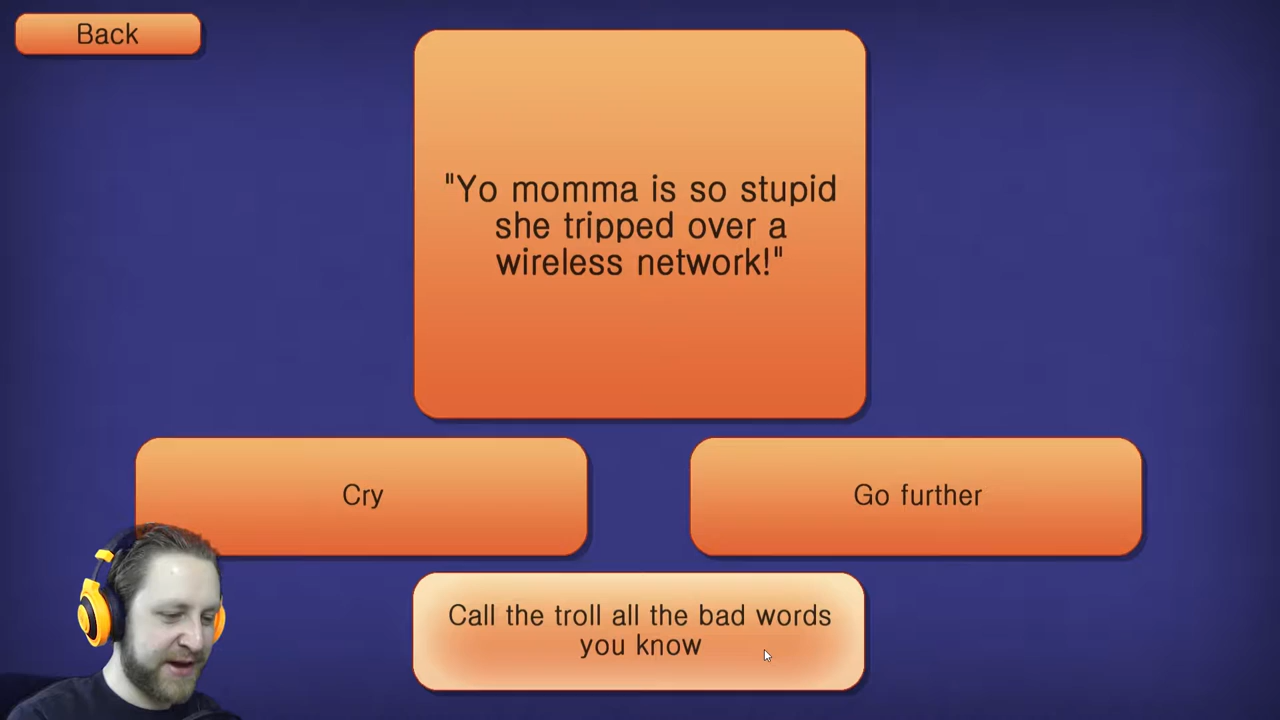 Back
"Yo momma is so stupid
she tripped over a
wireless network!"
Cry
Go further
Call the troll all the bad words
you know